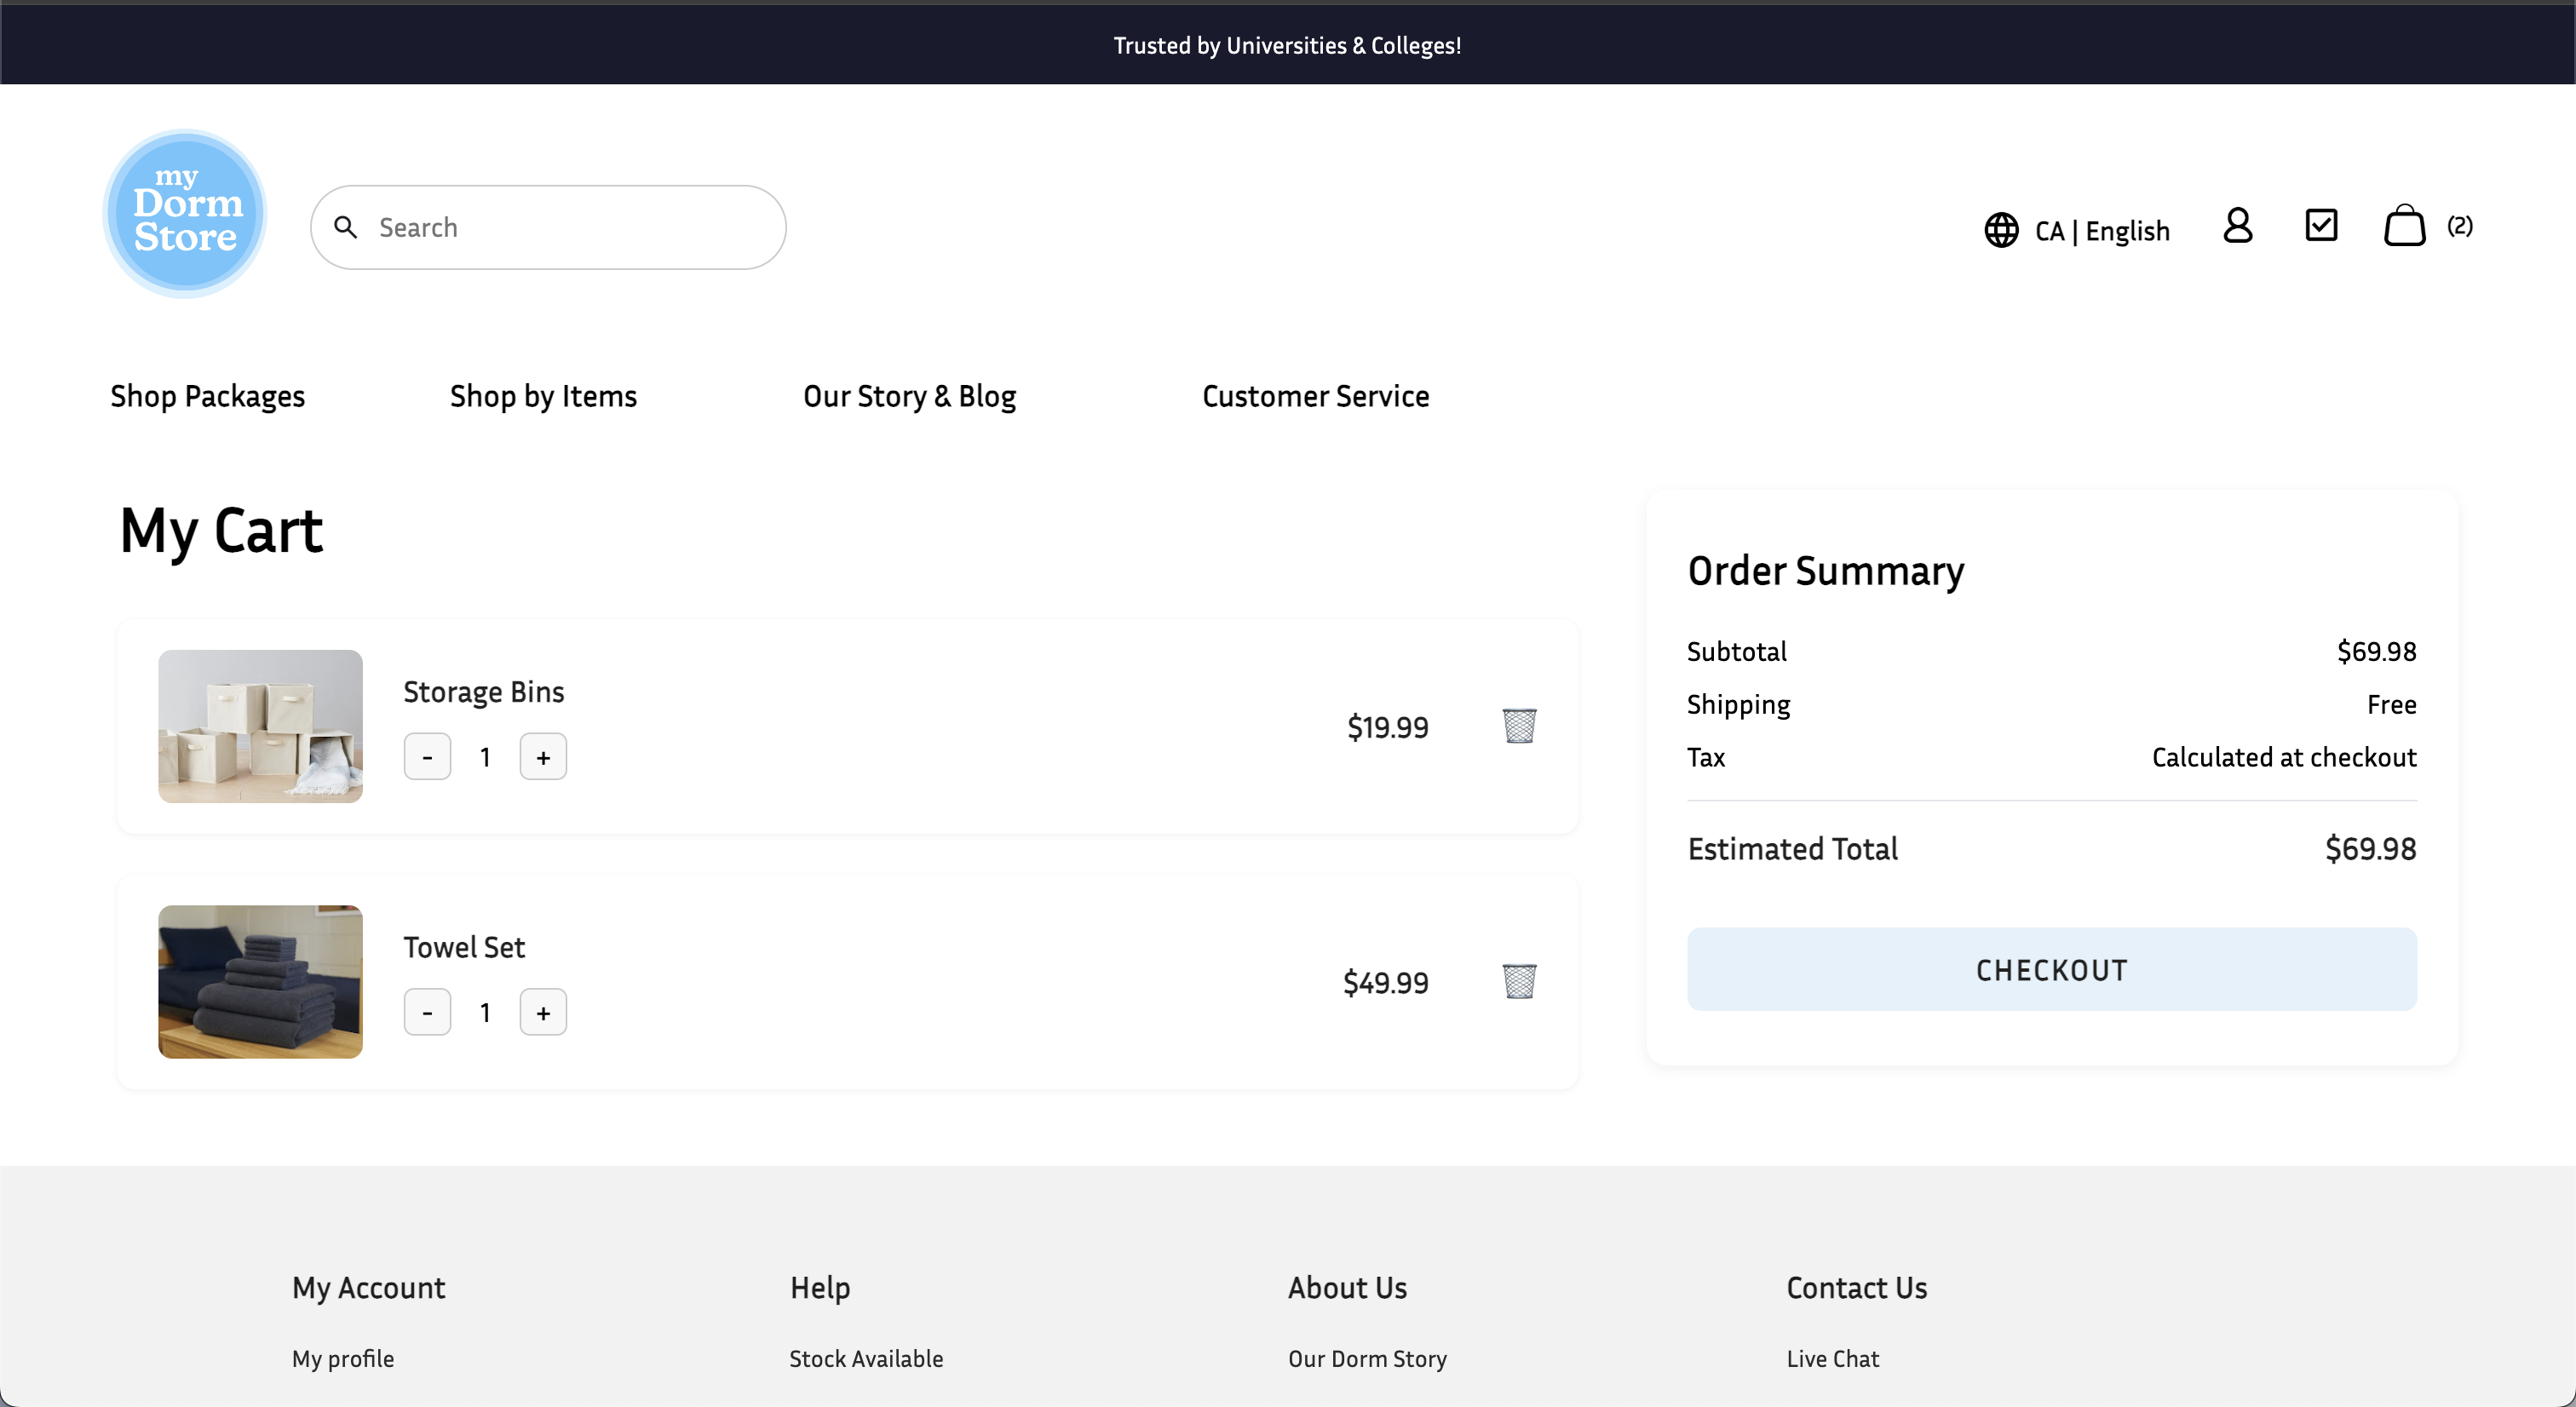 Trusted by Universities & Colleges!
my
Dorm
Store
Search
CA | English
(2)
Shop Packages
Shop by Items
Our Story & Blog
Customer Service
My Cart
Storage Bins
- 1 +
$19.99
Towel Set
- 1 +
$49.99
Order Summary
Subtotal $69.98
Shipping Free
Tax Calculated at checkout
Estimated Total $69.98
CHECKOUT
My Account
My profile
Help
Stock Available
About Us
Our Dorm Story
Contact Us
Live Chat